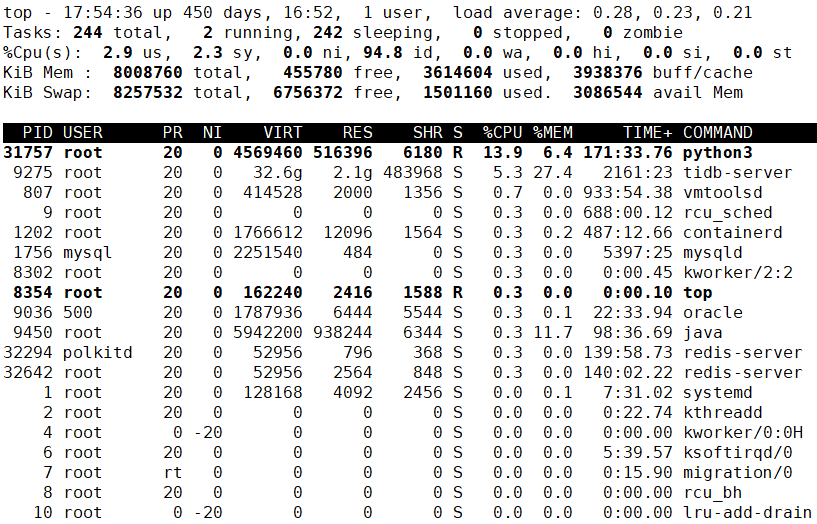 top - 17:54:36 up 450 days, 16:52,  1 user,  load average: 0.28, 0.23, 0.21
Tasks: 244 total,   2 running, 242 sleeping,   0 stopped,   0 zombie
%Cpu(s):  2.9 us,  2.3 sy,  0.0 ni, 94.8 id,  0.0 wa,  0.0 hi,  0.0 si,  0.0 st
KiB Mem :  8008760 total,   455780 free,  3614604 used,  3938376 buff/cache
KiB Swap:  8257532 total,  6756372 free,  1501160 used.  3086544 avail Mem
  PID USER      PR  NI    VIRT    RES    SHR S  %CPU %MEM     TIME+ COMMAND
31757 root      20   0 4569460 516396   6180 R  13.9  6.4 171:33.76 python3
 9275 root      20   0   32.6g   2.1g 483968 S   5.3 27.4   2161:23 tidb-server
  807 root      20   0  414528   2000   1356 S   0.7  0.0 933:54.38 vmtoolsd
    9 root      20   0       0      0      0 S   0.3  0.0 688:00.12 rcu_sched
 1202 root      20   0 1766612  12096   1564 S   0.3  0.2 487:12.66 containerd
 1756 mysql     20   0 2251540    484      0 S   0.3  0.0   5397:25 mysqld
 8302 root      20   0       0      0      0 S   0.3  0.0   0:00.45 kworker/2:2
 8354 root      20   0  162240   2416   1588 R   0.3  0.0   0:00.10 top
 9036 500       20   0 1787936   6444   5544 S   0.3  0.1  22:33.94 oracle
 9450 root      20   0 5942200 938244   6344 S   0.3 11.7  98:36.69 java
32294 polkitd   20   0   52956    796    368 S   0.3  0.0 139:58.73 redis-server
32642 root      20   0   52956   2564    848 S   0.3  0.0 140:02.22 redis-server
    1 root      20   0  128168   4092   2456 S   0.0  0.1   7:31.02 systemd
    2 root      20   0       0      0      0 S   0.0  0.0   0:22.74 kthreadd
    4 root       0 -20       0      0      0 S   0.0  0.0   0:00.00 kworker/0:0H
    6 root      20   0       0      0      0 S   0.0  0.0   5:39.57 ksoftirqd/0
    7 root      rt   0       0      0      0 S   0.0  0.0   0:15.90 migration/0
    8 root      20   0       0      0      0 S   0.0  0.0   0:00.00 rcu_bh
   10 root       0 -20       0      0      0 S   0.0  0.0   0:00.00 lru-add-drain